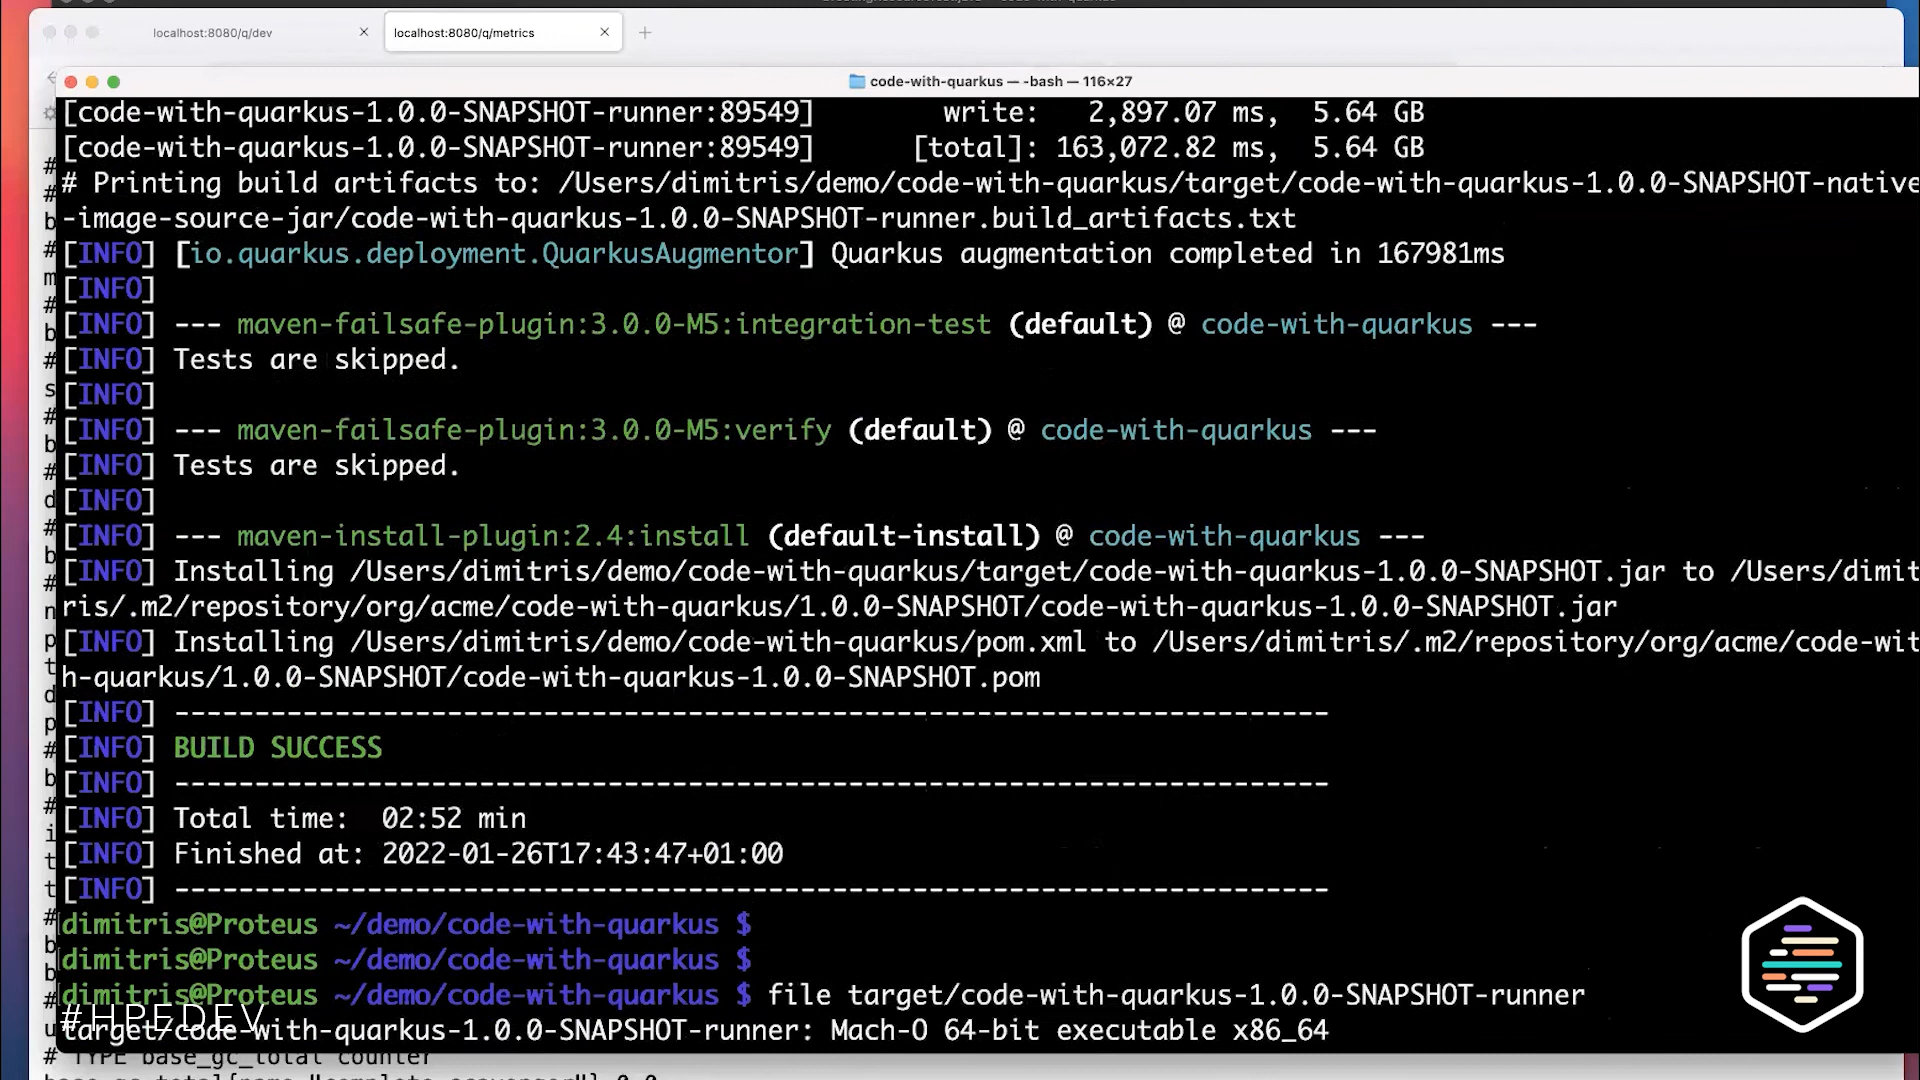 localhost:8080/q/dev
localhost:8080/q/metrics
code-with-quarkus — -bash — 116×27
[code-with-quarkus-1.0.0-SNAPSHOT-runner:89549]        write:   2,897.07 ms,  5.64 GB
[code-with-quarkus-1.0.0-SNAPSHOT-runner:89549]      [total]: 163,072.82 ms,  5.64 GB
# Printing build artifacts to: /Users/dimitris/demo/code-with-quarkus/target/code-with-quarkus-1.0.0-SNAPSHOT-native
-image-source-jar/code-with-quarkus-1.0.0-SNAPSHOT-runner.build_artifacts.txt
[INFO] [io.quarkus.deployment.QuarkusAugmentor] Quarkus augmentation completed in 167981ms
[INFO]
[INFO] --- maven-failsafe-plugin:3.0.0-M5:integration-test (default) @ code-with-quarkus ---
[INFO] Tests are skipped.
[INFO]
[INFO] --- maven-failsafe-plugin:3.0.0-M5:verify (default) @ code-with-quarkus ---
[INFO] Tests are skipped.
[INFO]
[INFO] --- maven-install-plugin:2.4:install (default-install) @ code-with-quarkus ---
[INFO] Installing /Users/dimitris/demo/code-with-quarkus/target/code-with-quarkus-1.0.0-SNAPSHOT.jar to /Users/dimit
ris/.m2/repository/org/acme/code-with-quarkus/1.0.0-SNAPSHOT/code-with-quarkus-1.0.0-SNAPSHOT.jar
[INFO] Installing /Users/dimitris/demo/code-with-quarkus/pom.xml to /Users/dimitris/.m2/repository/org/acme/code-wit
h-quarkus/1.0.0-SNAPSHOT/code-with-quarkus-1.0.0-SNAPSHOT.pom
[INFO] ------------------------------------------------------------------------
[INFO] BUILD SUCCESS
[INFO] ------------------------------------------------------------------------
[INFO] Total time:  02:52 min
[INFO] Finished at: 2022-01-26T17:43:47+01:00
[INFO] ------------------------------------------------------------------------
dimitris@Proteus ~/demo/code-with-quarkus $
dimitris@Proteus ~/demo/code-with-quarkus $
dimitris@Proteus ~/demo/code-with-quarkus $ file target/code-with-quarkus-1.0.0-SNAPSHOT-runner
#HPEDEV
target/code-with-quarkus-1.0.0-SNAPSHOT-runner: Mach-O 64-bit executable x86_64
# TYPE base_gc_total counter